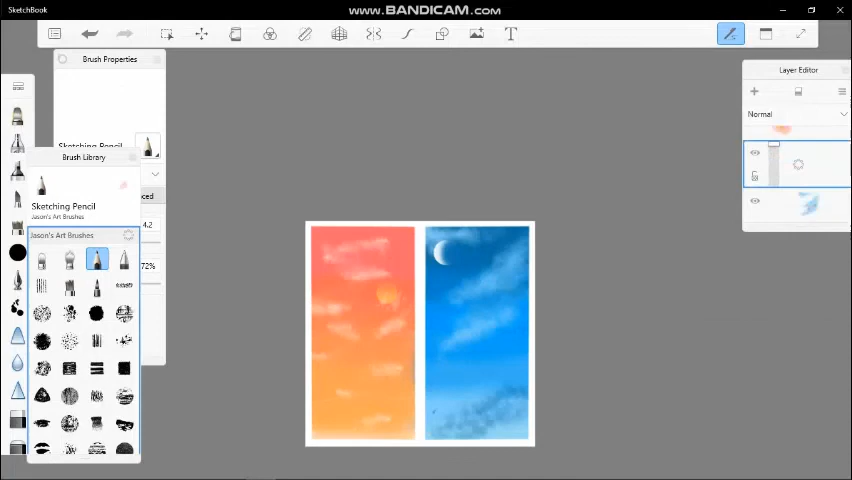 SketchBook
www.BANDICAM.com
Brush Properties
Sketching Pencil
Brush Library
Sketching Pencil
Jason's Art Brushes
Jason's Art Brushes
4.2
72%
Layer Editor
Normal